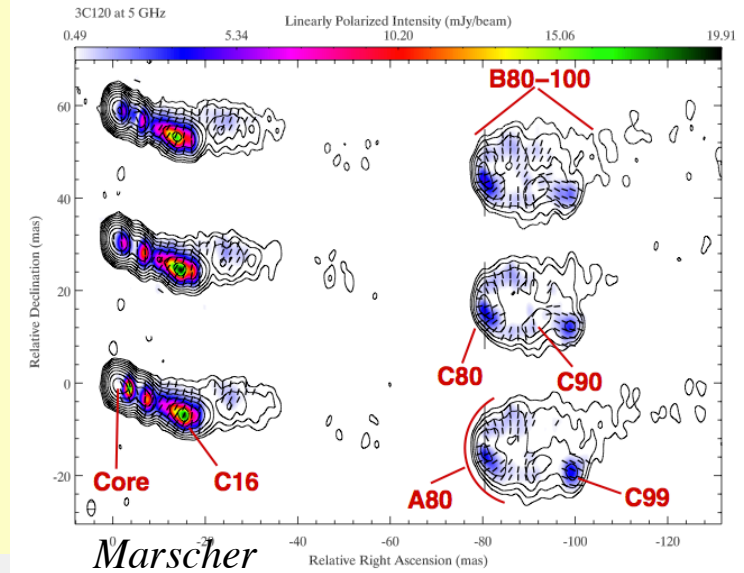 3C120 at 5 GHz
Linearly Polarized Intensity (mJy/beam)
0.49 5.34 10.20 15.06 19.91
B80-100
60
40
20
0
-20
Relative Declination (mas)
C80
C90
Core
C16
A80
C99
0 -20 -40 -60 -80 -100 -120
Marscher
Relative Right Ascension (mas)